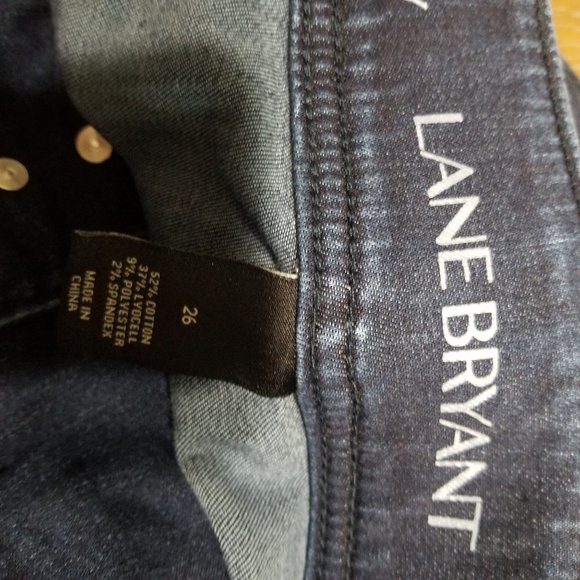 LANE BRYANT
26
52% COTTON
37% LYOCELL
9% POLYESTER
2% SPANDEX
MADE IN
CHINA